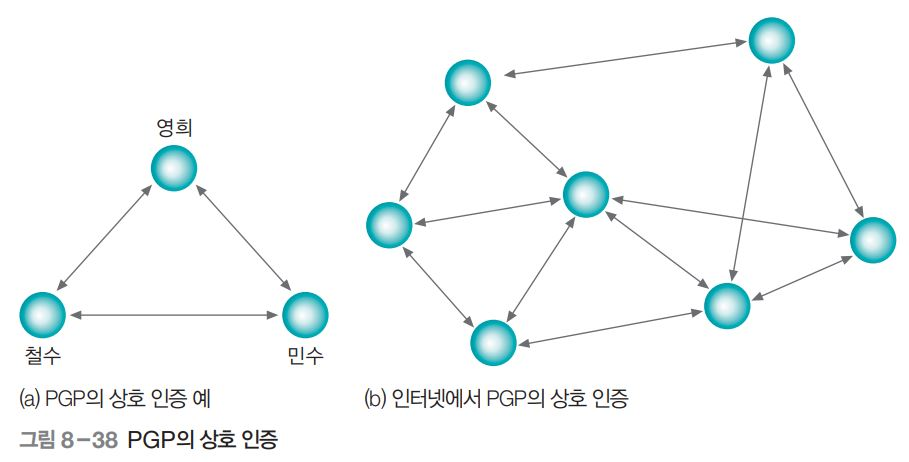 영희
철수
민수
(a) PGP의 상호 인증 예
(b) 인터넷에서 PGP의 상호 인증
그림 8-38 PGP의 상호 인증